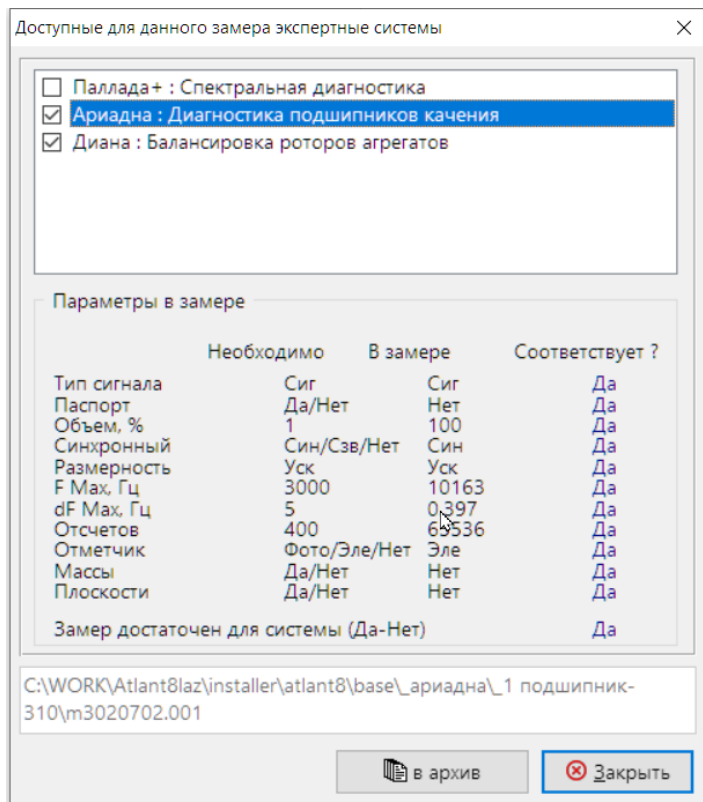 Доступные для данного замера экспертные системы
Паллада+ : Спектральная диагностика
Ариадна : Диагностика подшипников качения
Диана : Балансировка роторов агрегатов
Параметры в замере
Необходимо В замере Соответствует ?
Тип сигнала Сиг Сиг Да
Паспорт Да/Нет Нет Да
Объем, % 1 100 Да
Синхронный Син/Сзв/Нет Син Да
Размерность Уск Уск Да
F Max, Гц 3000 10163 Да
dF Max, Гц 5 0,397 Да
Отсчетов 400 65536 Да
Отметчик Фото/Эле/Нет Эле Да
Массы Да/Нет Нет Да
Плоскости Да/Нет Нет Да
Замер достаточен для системы (Да-Нет) Да
C:\WORK\Atlant8laz\installer\atlant8\base\_ариадна\_1 подшипник-
310\m3020702.001
в архив Закрыть